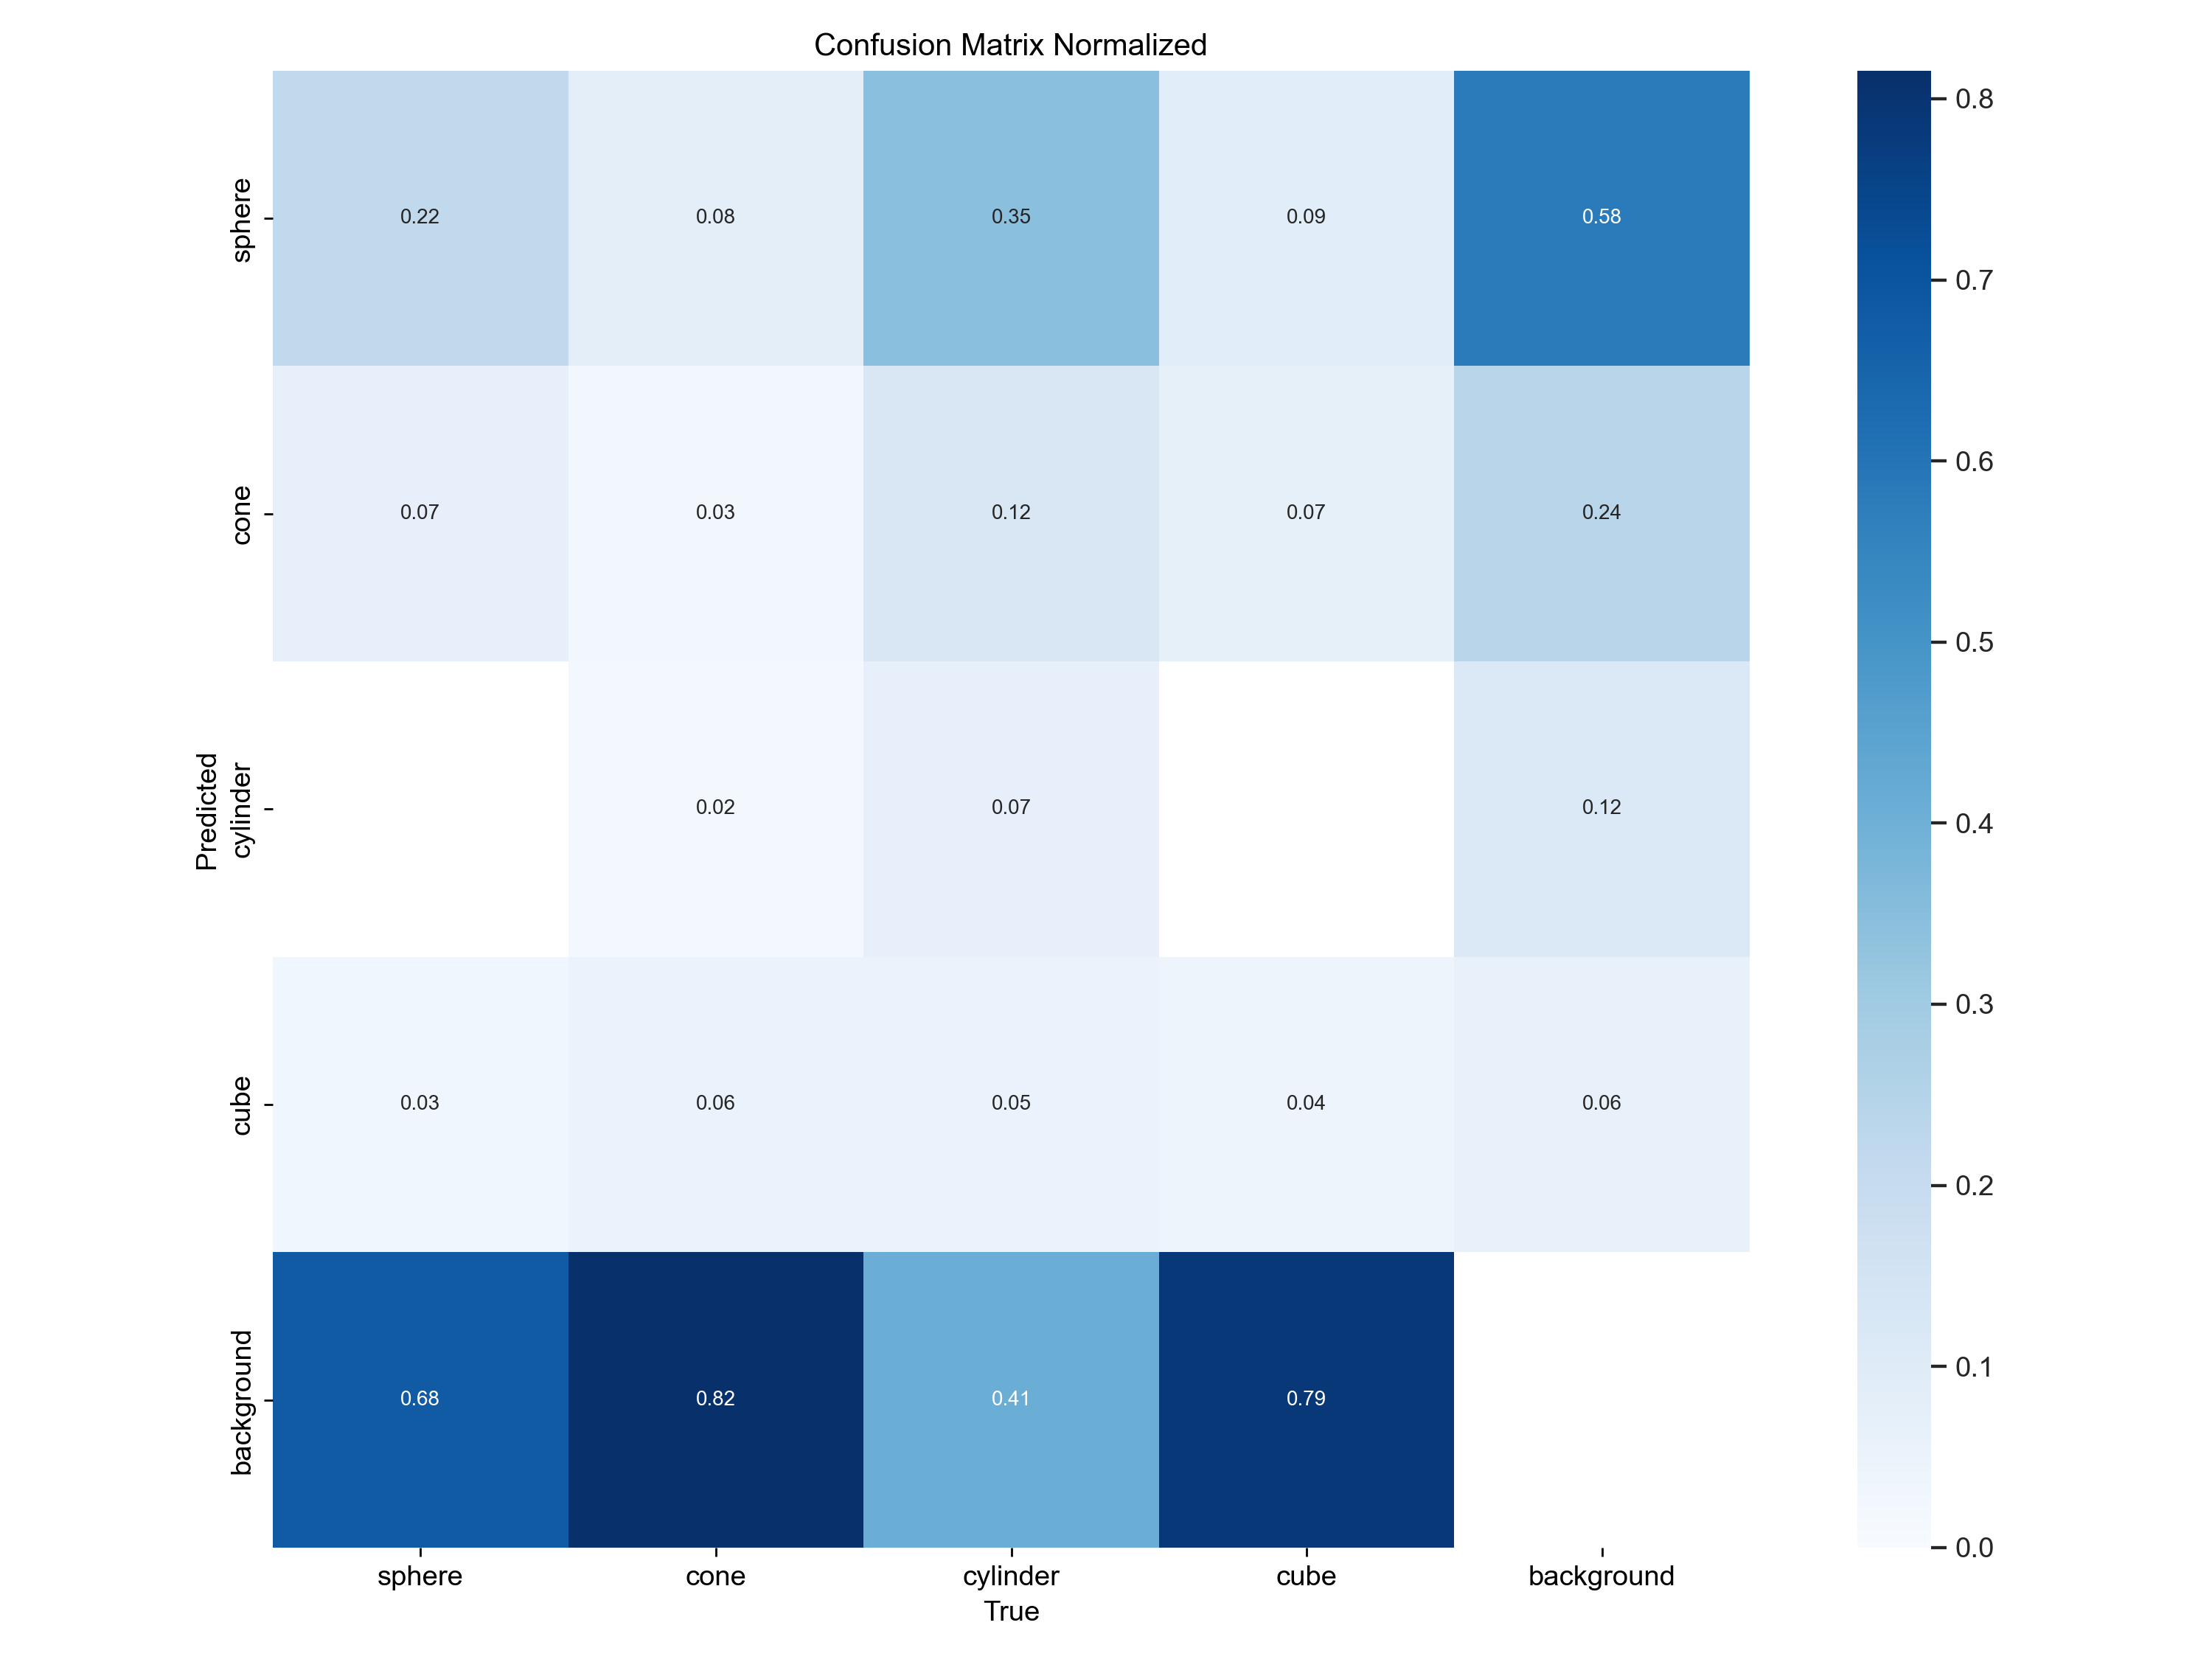 Confusion Matrix Normalized
Predicted
sphere
0.22 0.08 0.35 0.09 0.58
cone
0.07 0.03 0.12 0.07 0.24
cylinder
0.02 0.07 0.12
cube
0.03 0.06 0.05 0.04 0.06
background
0.68 0.82 0.41 0.79
sphere cone cylinder cube background
True
0.8
0.7
0.6
0.5
0.4
0.3
0.2
0.1
0.0